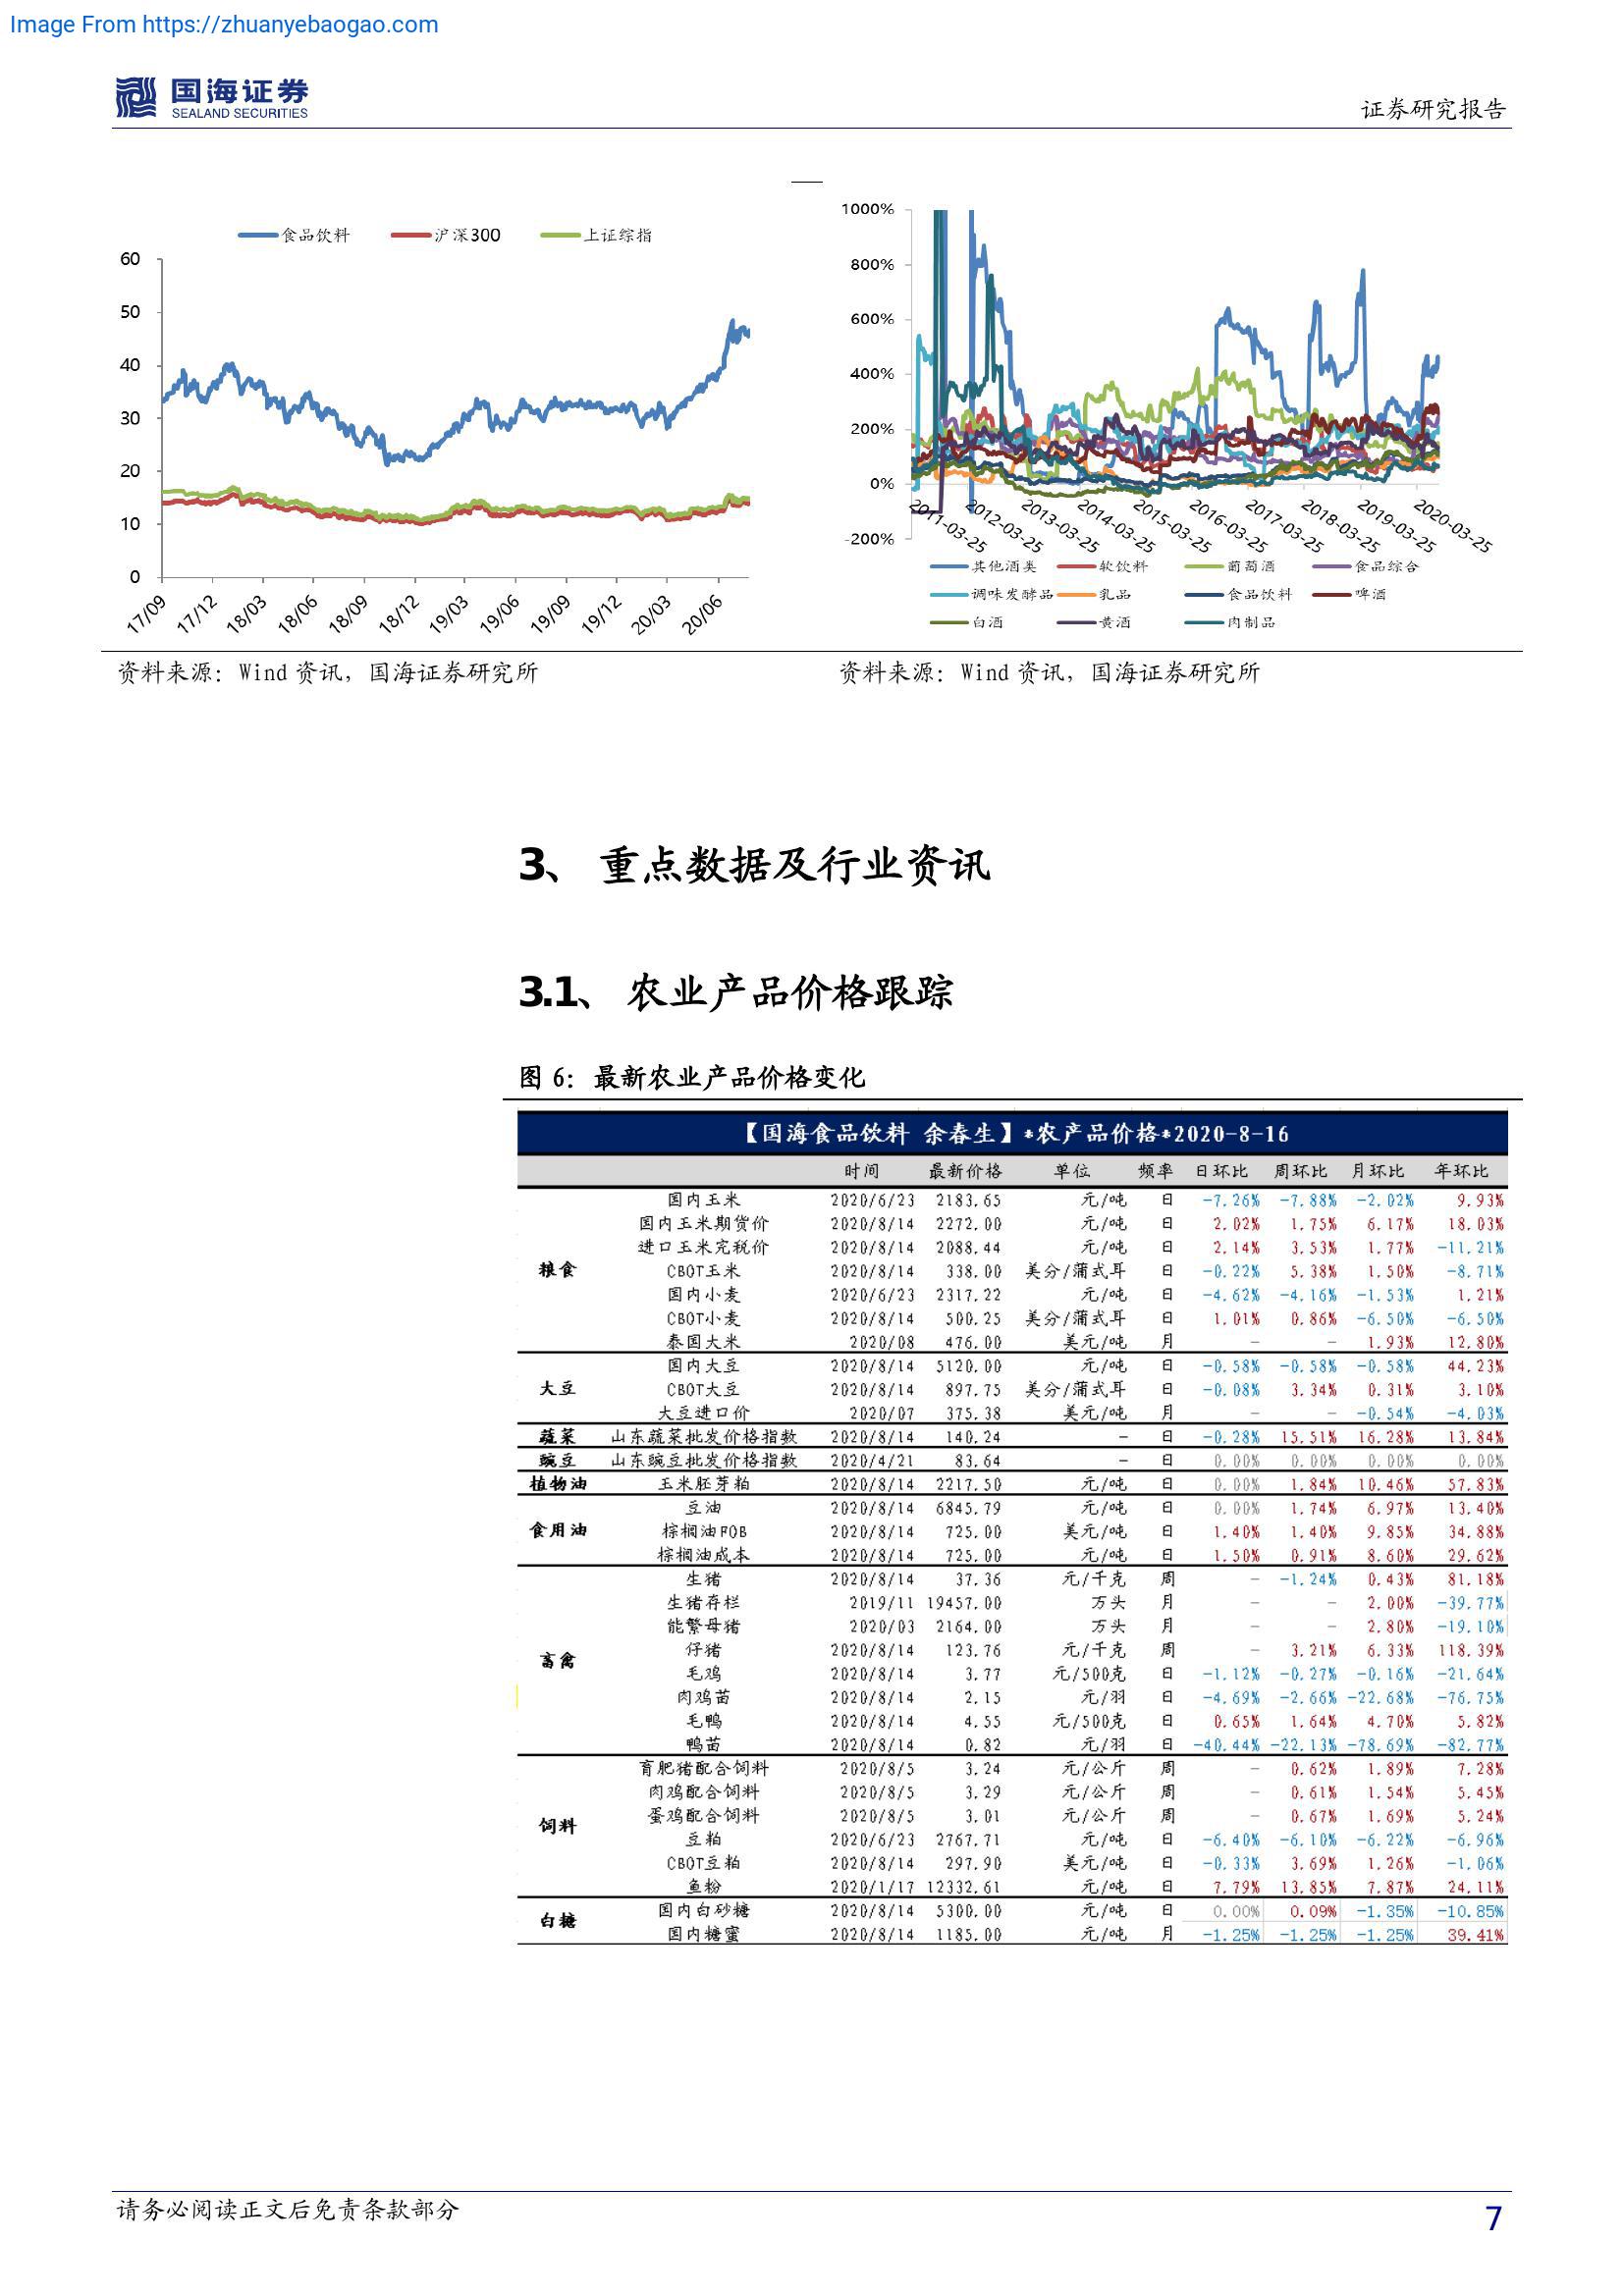 Image From https://zhuanyebaogao.com
国海证券
SEALAND SECURITIES
证券研究报告
食品饮料 沪深300 上证综指
60
50
40
30
20
10
0
17/09 17/12 18/03 18/06 18/09 18/12 19/03 19/06 19/09 19/12 20/03 20/06
1000%
800%
600%
400%
200%
0%
-200%
2011-03-25 2012-03-25 2013-03-25 2014-03-25 2015-03-25 2016-03-25 2017-03-25 2018-03-25 2019-03-25 2020-03-25
其他酒类 软饮料 葡萄酒 食品综合
调味发酵品 乳品 食品饮料 啤酒
白酒 黄酒 肉制品
资料来源：Wind 资讯，国海证券研究所
资料来源：Wind 资讯，国海证券研究所
3、 重点数据及行业资讯
3.1、 农业产品价格跟踪
图 6：最新农业产品价格变化
【国海食品饮料 余春生】*农产品价格*2020-8-16
时间 最新价格 单位 频率 日环比 周环比 月环比 年环比
国内玉米 2020/6/23 2183.65 元/吨 日 -7.26% -7.88% -2.02% 9.93%
国内玉米期货价 2020/8/14 2272.00 元/吨 日 2.02% 1.75% 6.17% 18.03%
进口玉米完税价 2020/8/14 2088.44 元/吨 日 2.14% 3.53% 1.77% -11.21%
粮食 CBOT玉米 2020/8/14 338.00 美分/蒲式耳 日 -0.22% 5.38% 1.50% -8.71%
国内小麦 2020/6/23 2317.22 元/吨 日 -4.62% -4.16% -1.53% 1.21%
CBOT小麦 2020/8/14 500.25 美分/蒲式耳 日 1.01% 0.86% -6.50% -6.50%
泰国大米 2020/08 476.00 美元/吨 月 - - 1.93% 12.80%
国内大豆 2020/8/14 5120.00 元/吨 日 -0.58% -0.58% -0.58% 44.23%
大豆 CBOT大豆 2020/8/14 897.75 美分/蒲式耳 日 -0.08% 3.34% 0.31% 3.10%
大豆进口价 2020/07 375.38 美元/吨 月 - - -0.54% -4.03%
蔬菜 山东蔬菜批发价格指数 2020/8/14 140.24 - 日 -0.28% 15.51% 16.28% 13.84%
豌豆 山东豌豆批发价格指数 2020/4/21 83.64 - 日 0.00% 0.00% 0.00% 0.00%
植物油 玉米胚芽粕 2020/8/14 2217.50 元/吨 日 0.00% 1.84% 10.46% 57.83%
豆油 2020/8/14 6845.79 元/吨 日 0.00% 1.74% 6.97% 13.40%
食用油 棕榈油FOB 2020/8/14 725.00 美元/吨 日 1.40% 1.40% 9.85% 34.88%
棕榈油成本 2020/8/14 725.00 元/吨 日 1.50% 0.91% 8.60% 29.62%
生猪 2020/8/14 37.36 元/千克 周 - -1.24% 0.43% 81.18%
生猪存栏 2019/11 19457.00 万头 月 - - 2.00% -39.77%
能繁母猪 2020/03 2164.00 万头 月 - - 2.80% -19.10%
畜禽 仔猪 2020/8/14 123.76 元/千克 周 - 3.21% 6.33% 118.39%
毛鸡 2020/8/14 3.77 元/500克 日 -1.12% -0.27% -0.16% -21.64%
肉鸡苗 2020/8/14 2.15 元/羽 日 -4.69% -2.66% -22.68% -76.75%
毛鸭 2020/8/14 4.55 元/500克 日 0.65% 1.64% 4.70% 5.82%
鸭苗 2020/8/14 0.82 元/羽 日 -40.44% -22.13% -78.69% -82.77%
育肥猪配合饲料 2020/8/5 3.24 元/公斤 周 - 0.62% 1.89% 7.28%
肉鸡配合饲料 2020/8/5 3.29 元/公斤 周 - 0.61% 1.54% 5.45%
饲料 蛋鸡配合饲料 2020/8/5 3.01 元/公斤 周 - 0.67% 1.69% 5.24%
豆粕 2020/6/23 2767.71 元/吨 日 -6.40% -6.10% -6.22% -6.96%
CBOT豆粕 2020/8/14 297.90 美元/吨 日 -0.33% 3.69% 1.26% -1.06%
鱼粉 2020/1/17 12332.61 元/吨 日 7.79% 13.85% 7.87% 24.11%
白糖 国内白砂糖 2020/8/14 5300.00 元/吨 日 0.00% 0.09% -1.35% -10.85%
国内糖蜜 2020/8/14 1185.00 元/吨 月 -1.25% -1.25% -1.25% 39.41%
请务必阅读正文后免责条款部分
7